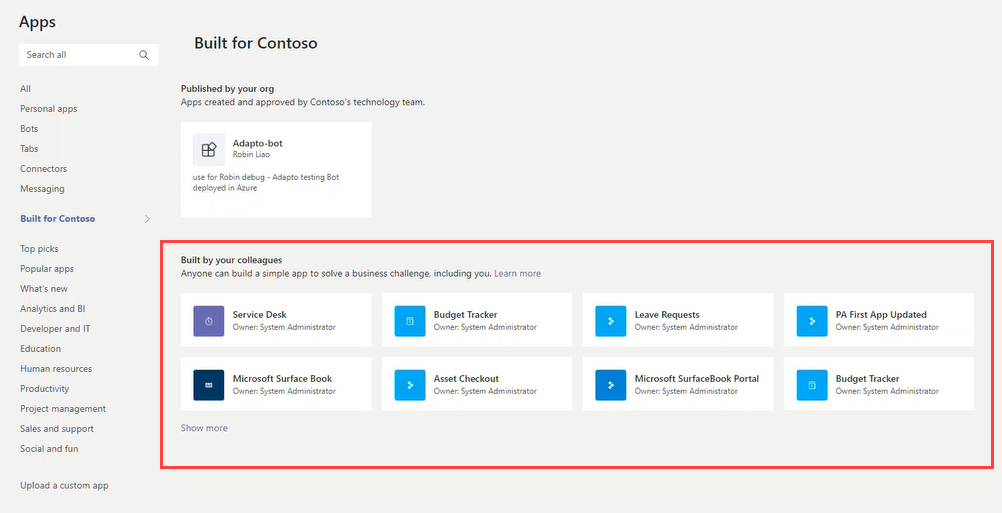 Apps
Search all
All
Personal apps
Bots
Tabs
Connectors
Messaging
Built for Contoso
Top picks
Popular apps
What's new
Analytics and BI
Developer and IT
Education
Human resources
Productivity
Project management
Sales and support
Social and fun
Upload a custom app
Built for Contoso
Published by your org
Apps created and approved by Contoso's technology team.
Adapto-bot
Robin Liao
use for Robin debug - Adapto testing Bot
deployed in Azure
Built by your colleagues
Anyone can build a simple app to solve a business challenge, including you. Learn more
Service Desk
Owner: System Administrator
Budget Tracker
Owner: System Administrator
Leave Requests
Owner: System Administrator
PA First App Updated
Owner: System Administrator
Microsoft Surface Book
Owner: System Administrator
Asset Checkout
Owner: System Administrator
Microsoft SurfaceBook Portal
Owner: System Administrator
Budget Tracker
Owner: System Administrator
Show more